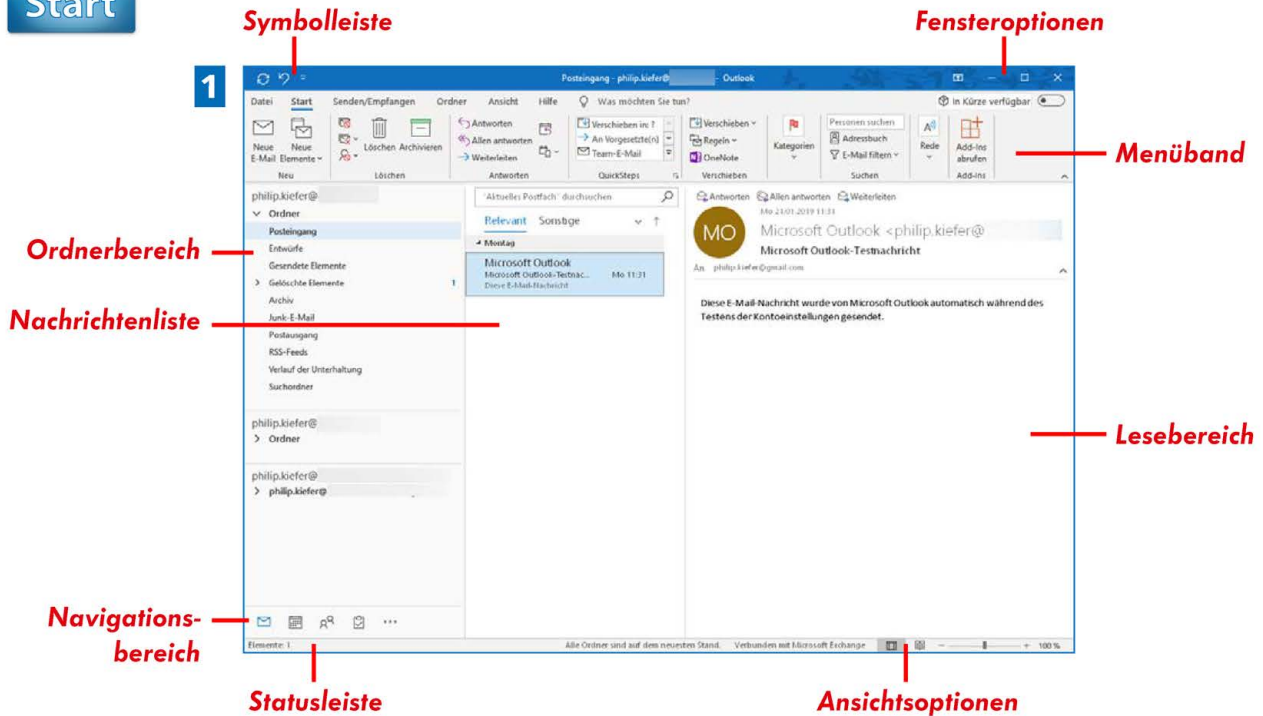 Start
Symbolleiste
Fensteroptionen
1
Posteingang - philip.kiefer@ - Outlook
Datei Start Senden/Empfangen Ordner Ansicht Hilfe Was möchten Sie tun? In Kürze verfügbar
Neue E-Mail
Neue Elemente
Löschen Archivieren
Antworten
Allen antworten
Weiterleiten
Verschieben in: ?
An Vorgesetzte(n)
Team-E-Mail
Verschieben
Regeln
OneNote
Kategorien
Personen suchen
Adressbuch
E-Mail filtern
Rede
Add-Ins abrufen
Neu Löschen Antworten QuickSteps Verschieben Suchen Add-Ins
Menüband
philip.kiefer@
Ordner
Posteingang
Entwürfe
Gesendete Elemente
Gelöschte Elemente 1
Archiv
Junk-E-Mail
Postausgang
RSS-Feeds
Verlauf der Unterhaltung
Suchordner
philip.kiefer@
Ordner
philip.kiefer@
philip.kiefer@
Ordnerbereich
Nachrichtenliste
"Aktuelles Postfach" durchsuchen
Relevant Sonstige
Montag
Microsoft Outlook
Microsoft Outlook-Testnac... Mo 11:31
Diese E-Mail-Nachricht
Antworten Allen antworten Weiterleiten
Mo 21.01.2019 11:31
MO
Microsoft Outlook <philip.kiefer@
Microsoft Outlook-Testnachricht
An philip.kiefer@gmail.com
Diese E-Mail-Nachricht wurde von Microsoft Outlook automatisch während des
Testens der Kontoeinstellungen gesendet.
Lesebereich
Navigations-
bereich
Elemente: 1 Alle Ordner sind auf dem neuesten Stand. Verbunden mit Microsoft Exchange 100 %
Statusleiste
Ansichtsoptionen